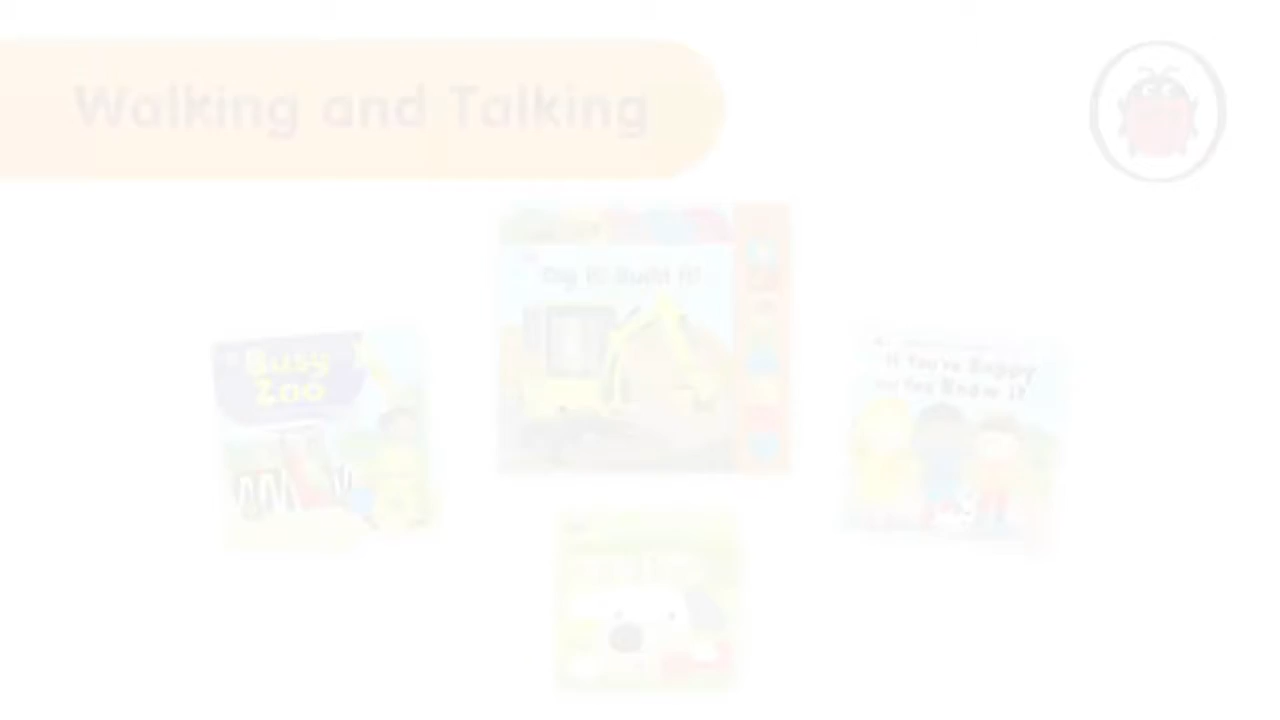 Walking and Talking
Dig it! Build it!
Busy
Zoo
If You're Happy
and You Know It